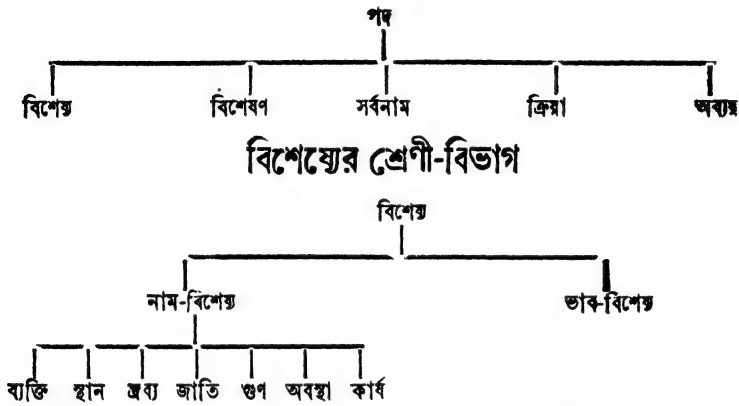 পদ
বিশেষ্য বিশেষণ সর্বনাম ক্রিয়া অব্যয়
বিশেষ্যের শ্রেণী-বিভাগ
বিশেষ্য
নাম-বিশেষ্য ভাব-বিশেষ্য
ব্যক্তি স্থান দ্রব্য জাতি গুণ অবস্থা কার্য